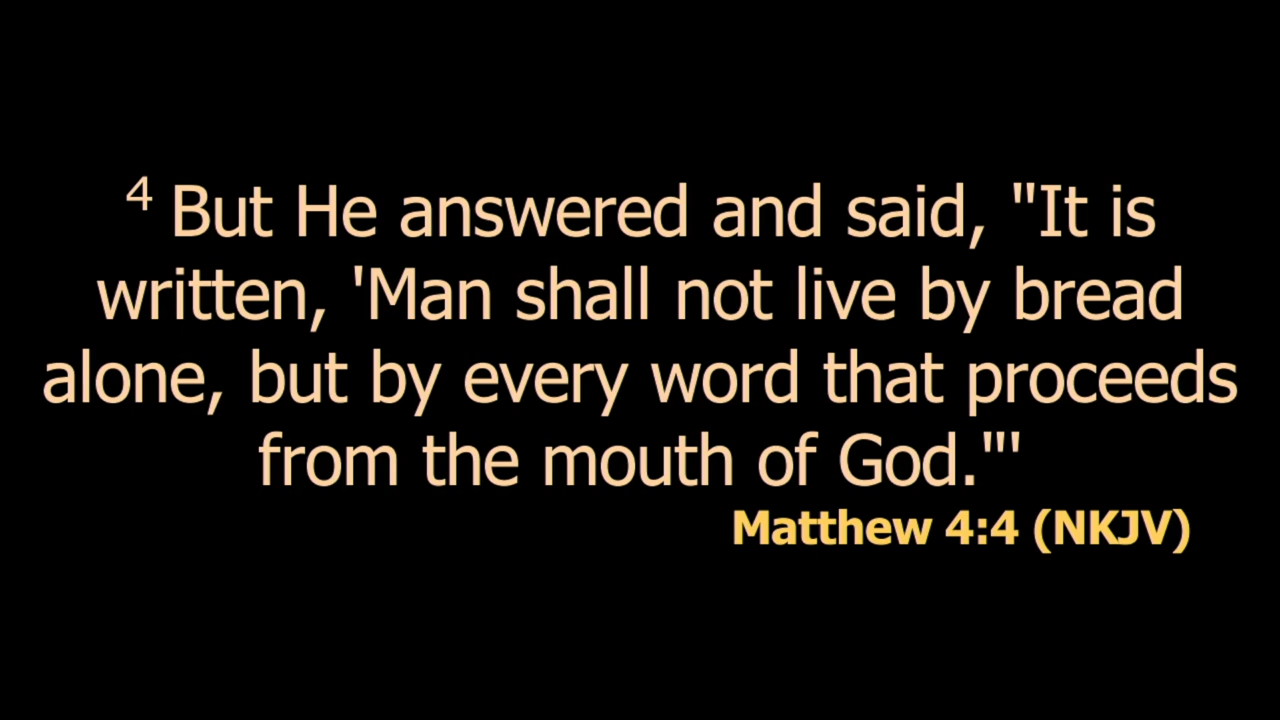 4 But He answered and said, "It is
written, 'Man shall not live by bread
alone, but by every word that proceeds
from the mouth of God."'
Matthew 4:4 (NKJV)